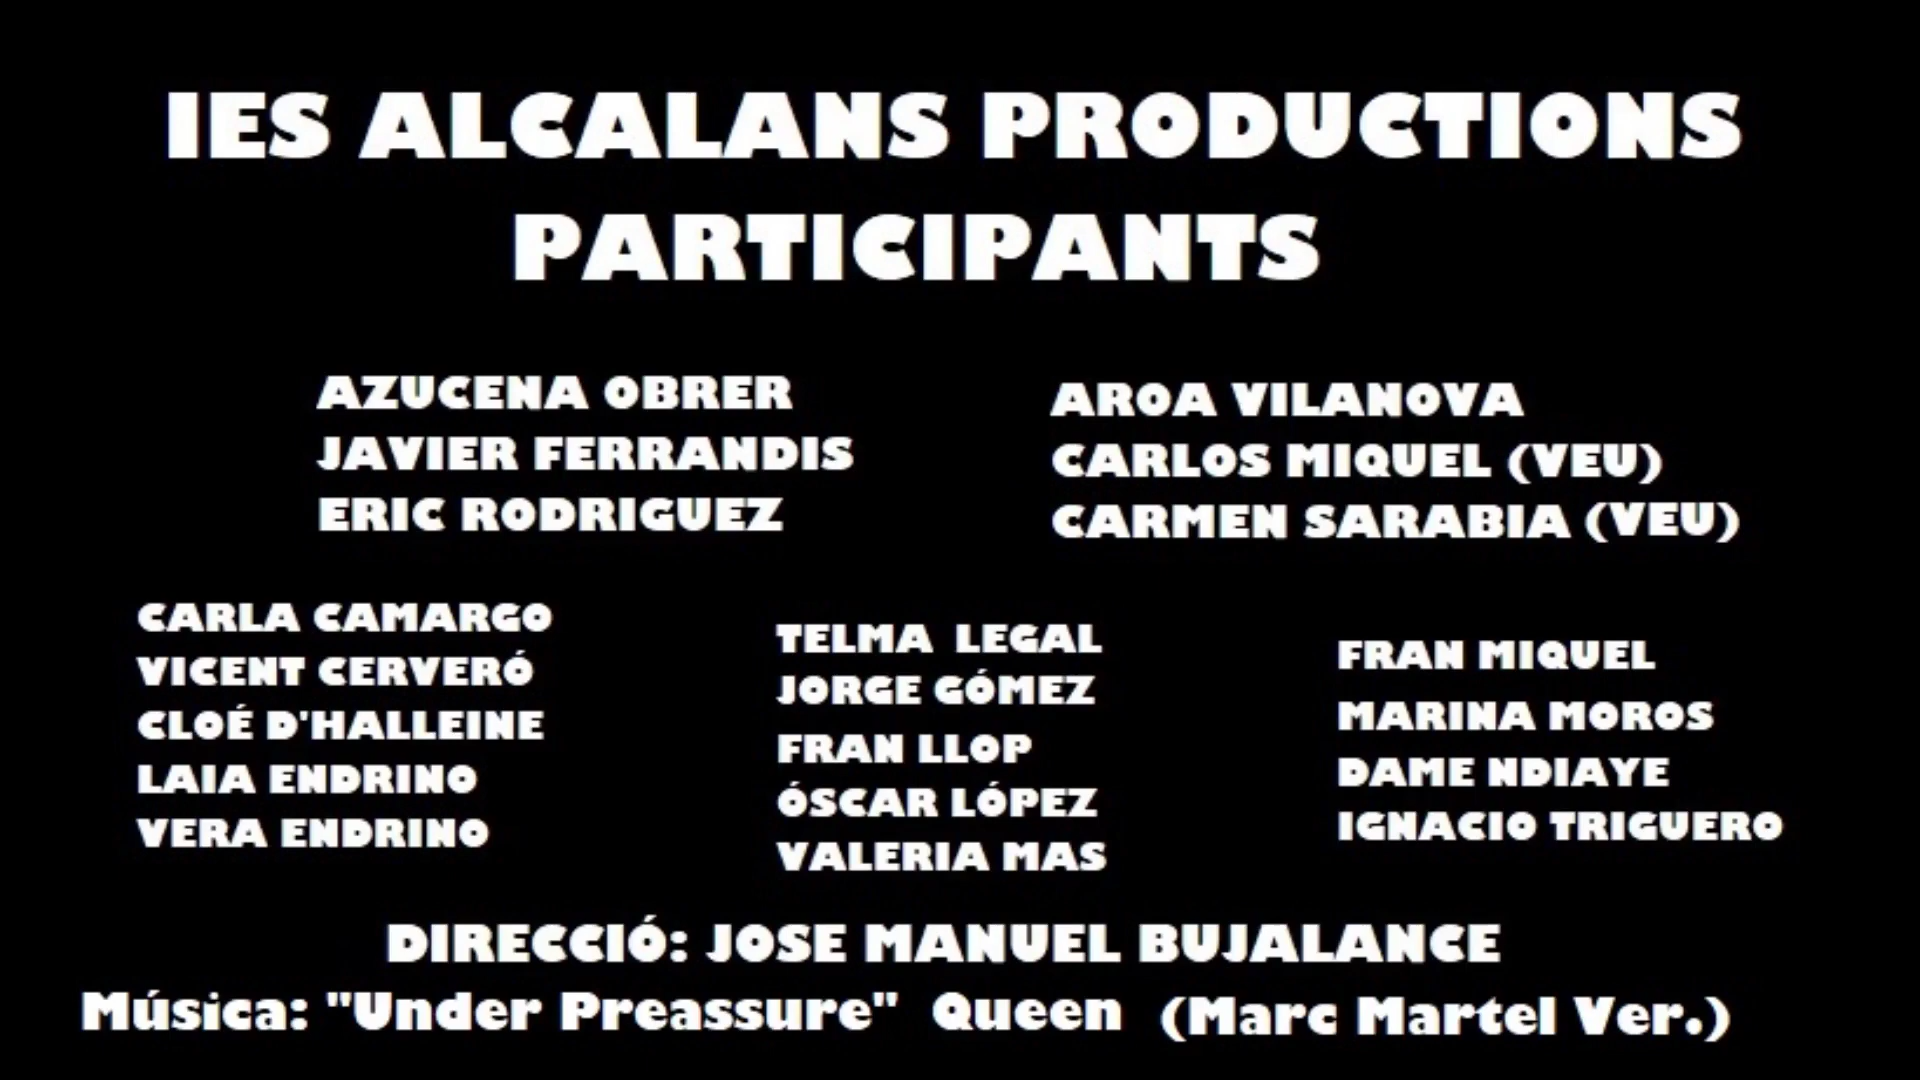 IES ALCALANS PRODUCTIONS
PARTICIPANTS
AZUCENA OBRER
JAVIER FERRANDIS
ERIC RODRIGUEZ
AROA VILANOVA
CARLOS MIQUEL (VEU)
CARMEN SARABIA (VEU)
CARLA CAMARGO
VICENT CERVERÓ
CLOÉ D'HALLEINE
LAIA ENDRINO
VERA ENDRINO
TELMA LEGAL
JORGE GÓMEZ
FRAN LLOP
ÓSCAR LÓPEZ
VALERIA MAS
FRAN MIQUEL
MARINA MOROS
DAME NDIAYE
IGNACIO TRIGUERO
DIRECCIÓ: JOSE MANUEL BUJALANCE
Música: "Under Preassure" Queen (Marc Martel Ver.)